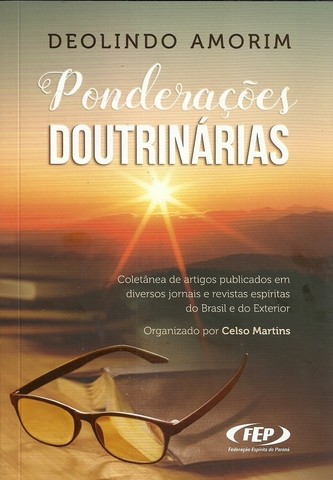 DEOLINDO AMORIM
Ponderações
DOUTRINÁRIAS
Coletânea de artigos publicados em
diversos jornais e revistas espíritas
do Brasil e do Exterior
Organizado por Celso Martins
FEP
Federação Espírita do Paraná